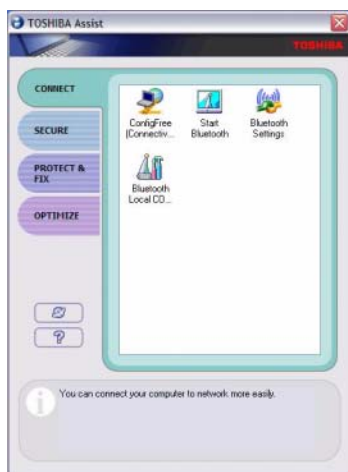 TOSHIBA Assist
TOSHIBA
CONNECT
SECURE
PROTECT &
FIX
OPTIMIZE
ConfigFree
(Connectiv...
Start
Bluetooth
Bluetooth
Settings
Bluetooth
Local CO...
?
You can connect your computer to network more easily.